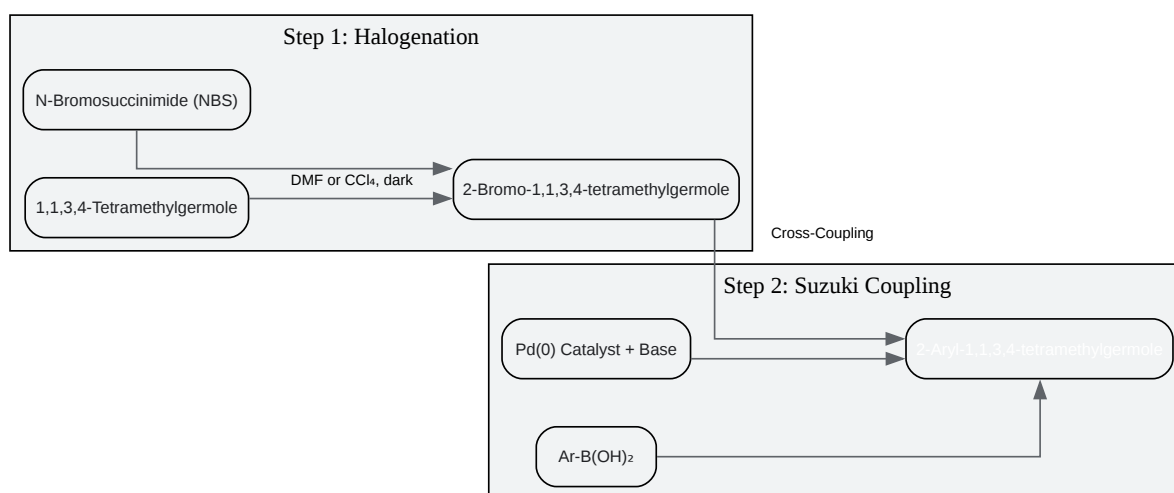 Step 1: Halogenation
N-Bromosuccinimide (NBS)
DMF or CCl₄, dark
1,1,3,4-Tetramethylgermole
2-Bromo-1,1,3,4-tetramethylgermole
Cross-Coupling
Step 2: Suzuki Coupling
Pd(0) Catalyst + Base
2-Aryl-1,1,3,4-tetramethylgermole
Ar-B(OH)₂